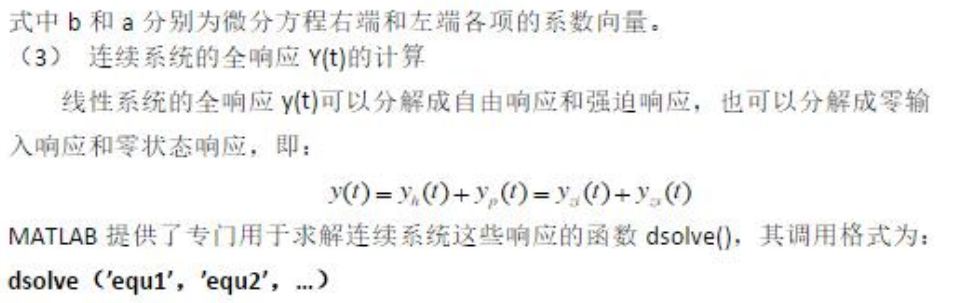 式中 b 和 a 分别为微分方程右端和左端各项的系数向量。
（3） 连续系统的全响应 Y(t)的计算
线性系统的全响应 y(t)可以分解成自由响应和强迫响应，也可以分解成零输
入响应和零状态响应，即：
y(t) = y_h(t) + y_p(t) = y_zi(t) + y_zs(t)
MATLAB 提供了专门用于求解连续系统这些响应的函数 dsolve()，其调用格式为：
dsolve（'equ1'，'equ2'，…）